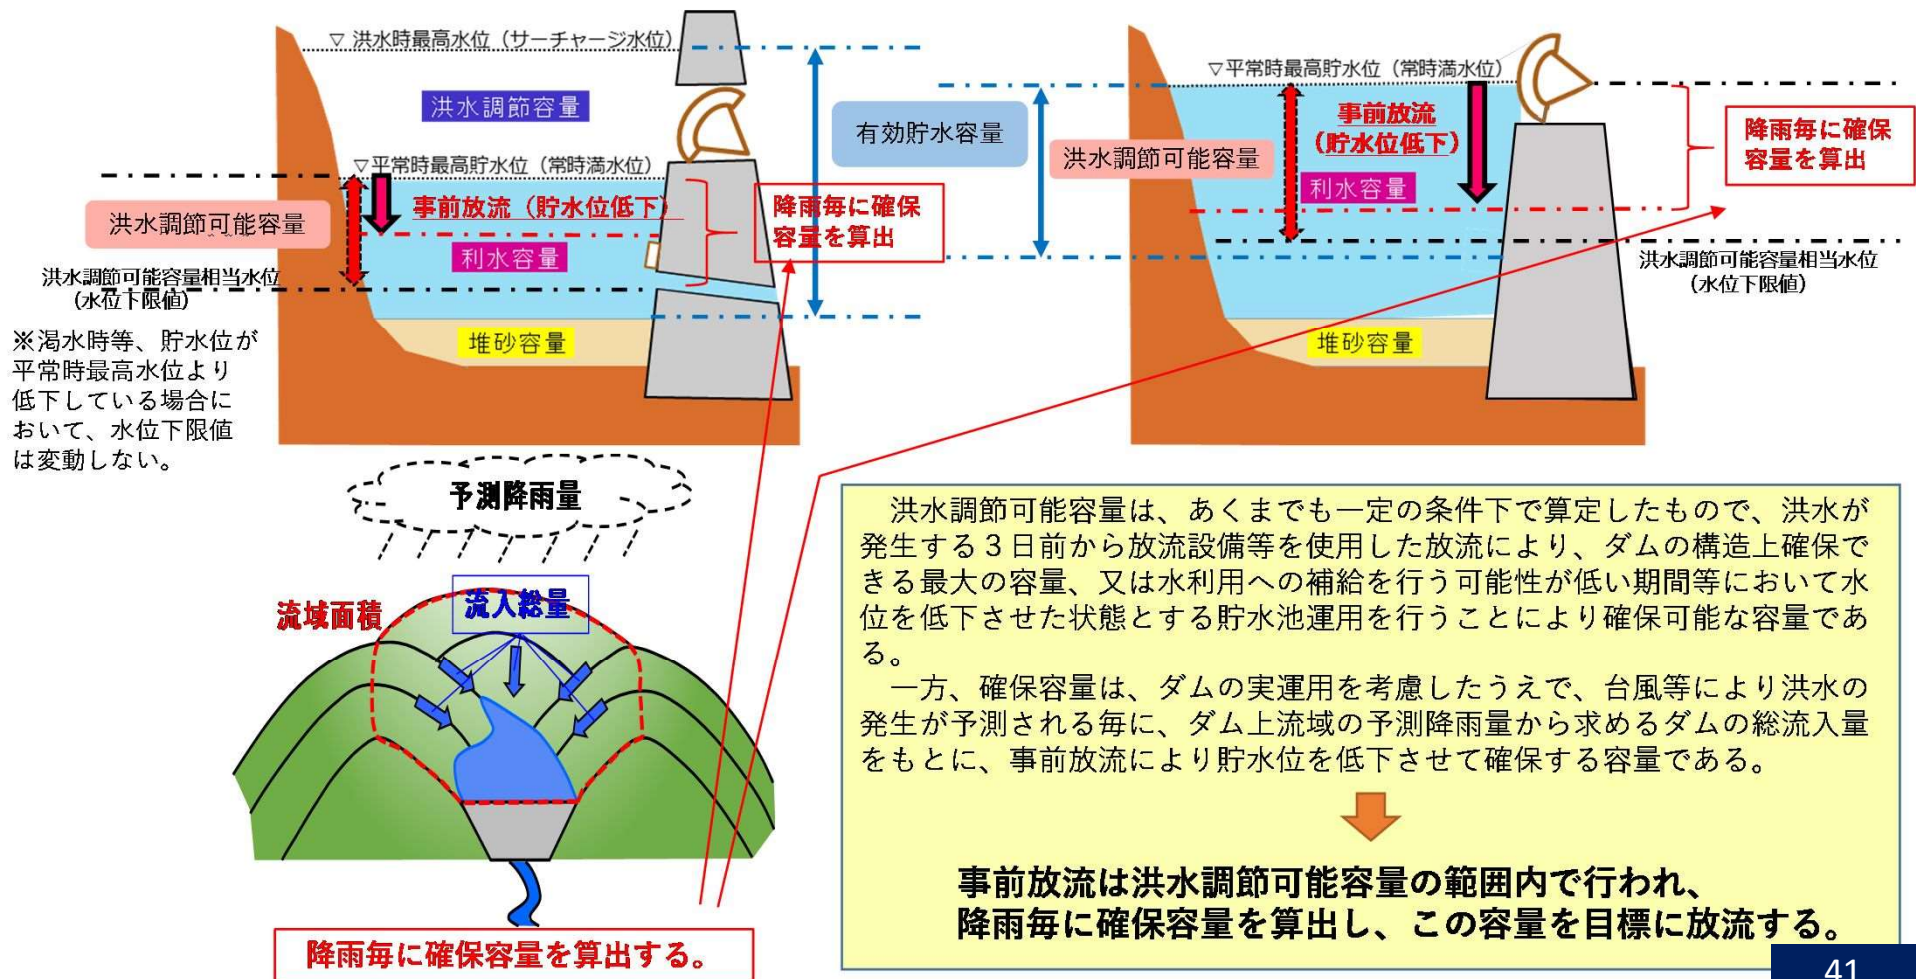 ▽ 洪水時最高水位（サーチャージ水位）
洪水調節容量
▽平常時最高貯水位（常時満水位）
事前放流（貯水位低下）
洪水調節可能容量
利水容量
洪水調節可能容量相当水位
（水位下限値）
堆砂容量
※渇水時等、貯水位が
平常時最高水位より
低下している場合に
おいて、水位下限値
は変動しない。
降雨毎に確保
容量を算出
有効貯水容量
▽平常時最高貯水位（常時満水位）
事前放流
（貯水位低下）
洪水調節可能容量
利水容量
降雨毎に確保
容量を算出
洪水調節可能容量相当水位
（水位下限値）
堆砂容量
予測降雨量
流域面積
流入総量
降雨毎に確保容量を算出する。
洪水調節可能容量は、あくまでも一定の条件下で算定したもので、洪水が
発生する３日前から放流設備等を使用した放流により、ダムの構造上確保で
きる最大の容量、又は水利用への補給を行う可能性が低い期間等において水
位を低下させた状態とする貯水池運用を行うことにより確保可能な容量であ
る。
一方、確保容量は、ダムの実運用を考慮したうえで、台風等により洪水の
発生が予測される毎に、ダム上流域の予測降雨量から求めるダムの総流入量
をもとに、事前放流により貯水位を低下させて確保する容量である。
事前放流は洪水調節可能容量の範囲内で行われ、
降雨毎に確保容量を算出し、この容量を目標に放流する。
41